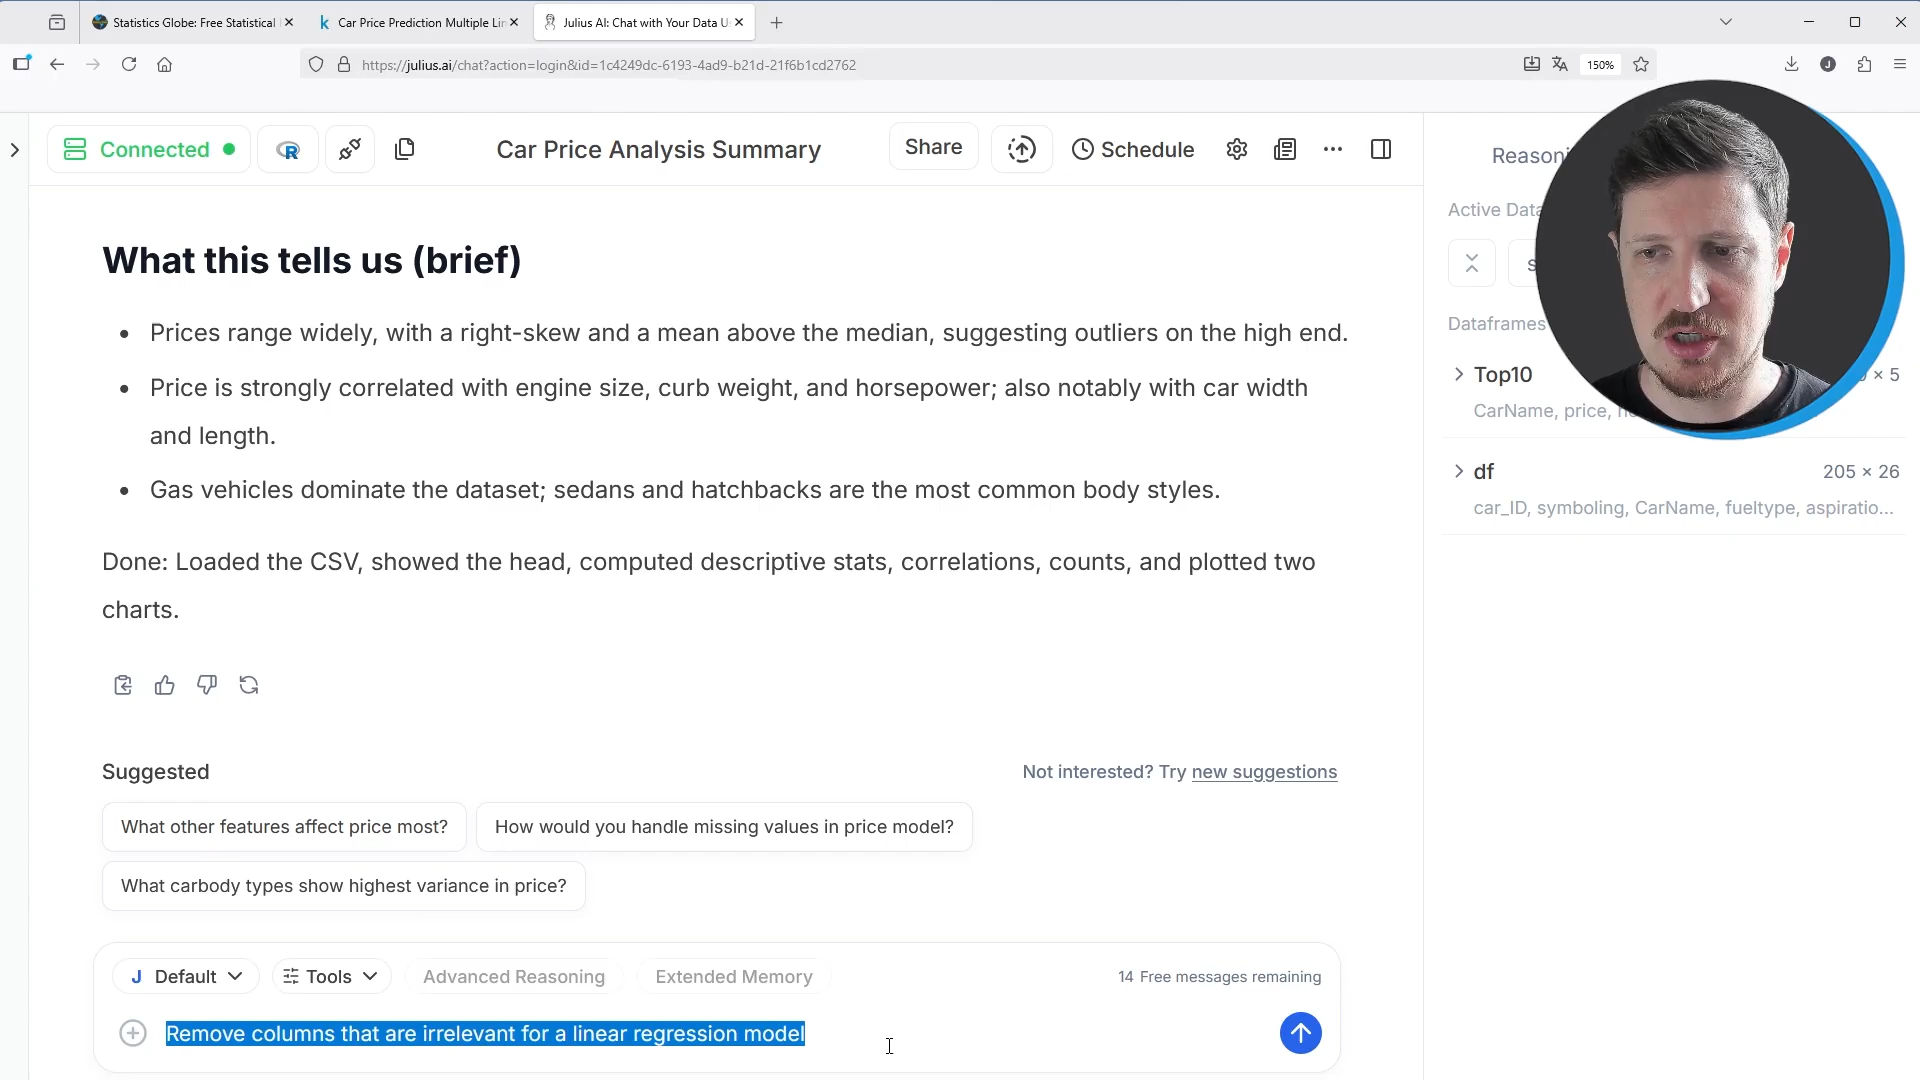 Statistics Globe: Free Statistical
Car Price Prediction Multiple Lin
Julius AI: Chat with Your Data U
https://julius.ai/chat?action=login&id=1c4249dc-6193-4ad9-b21d-21f6b1cd2762
150%
Connected
R
Car Price Analysis Summary
Share
Schedule
What this tells us (brief)
• Prices range widely, with a right-skew and a mean above the median, suggesting outliers on the high end.
• Price is strongly correlated with engine size, curb weight, and horsepower; also notably with car width
and length.
• Gas vehicles dominate the dataset; sedans and hatchbacks are the most common body styles.
Done: Loaded the CSV, showed the head, computed descriptive stats, correlations, counts, and plotted two
charts.
Suggested
Not interested? Try new suggestions
What other features affect price most?
How would you handle missing values in price model?
What carbody types show highest variance in price?
J Default
Tools
Advanced Reasoning
Extended Memory
14 Free messages remaining
Remove columns that are irrelevant for a linear regression model
Reasoni
Active Data
Dataframes
Top10
× 5
CarName, price,
df
205 × 26
car_ID, symboling, CarName, fueltype, aspiratio...